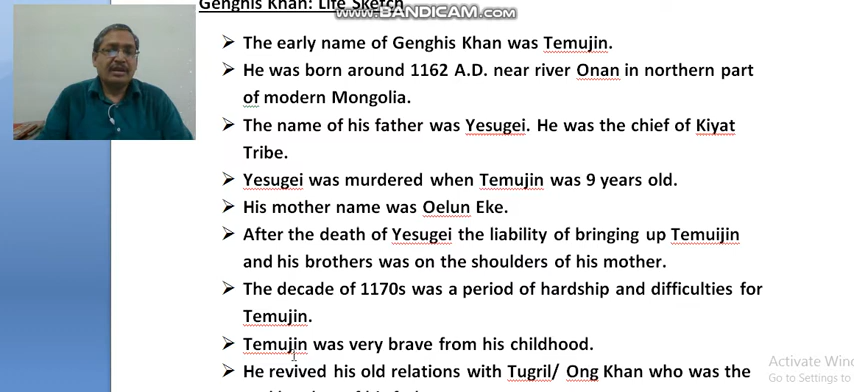 Genghis Khan: Life Sketch
www.BANDICAM.com
➤ The early name of Genghis Khan was Temujin.
➤ He was born around 1162 A.D. near river Onan in northern part
of modern Mongolia.
➤ The name of his father was Yesugei. He was the chief of Kiyat
Tribe.
➤ Yesugei was murdered when Temujin was 9 years old.
➤ His mother name was Oelun Eke.
➤ After the death of Yesugei the liability of bringing up Temuijin
and his brothers was on the shoulders of his mother.
➤ The decade of 1170s was a period of hardship and difficulties for
Temujin.
➤ Temujin was very brave from his childhood.
➤ He revived his old relations with Tugril/ Ong Khan who was the
Activate Wind
Go to Settings to